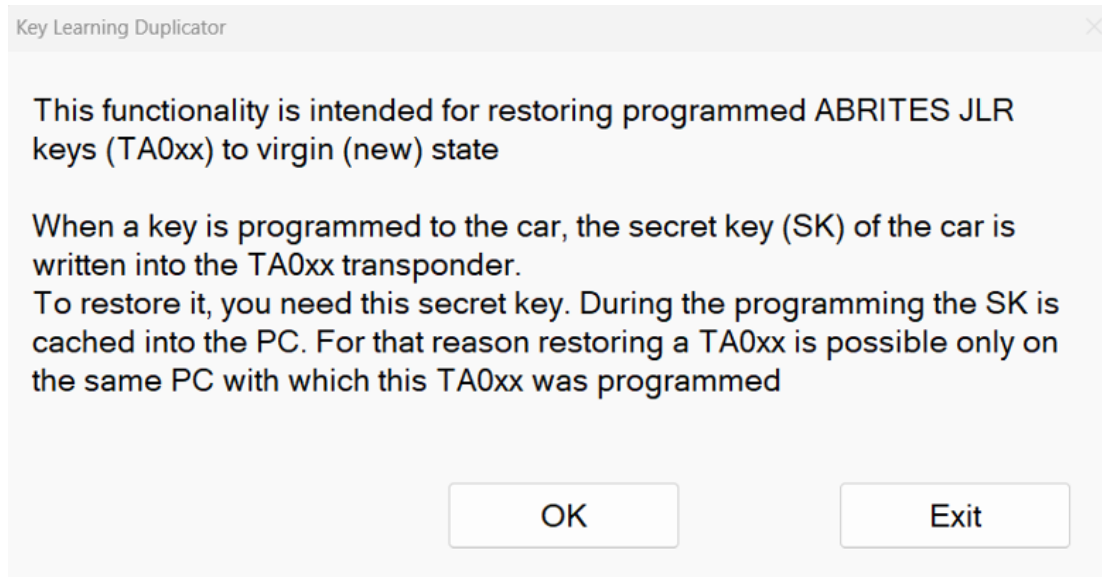 Key Learning Duplicator
This functionality is intended for restoring programmed ABRITES JLR
keys (TA0xx) to virgin (new) state
When a key is programmed to the car, the secret key (SK) of the car is
written into the TA0xx transponder.
To restore it, you need this secret key. During the programming the SK is
cached into the PC. For that reason restoring a TA0xx is possible only on
the same PC with which this TA0xx was programmed
OK
Exit